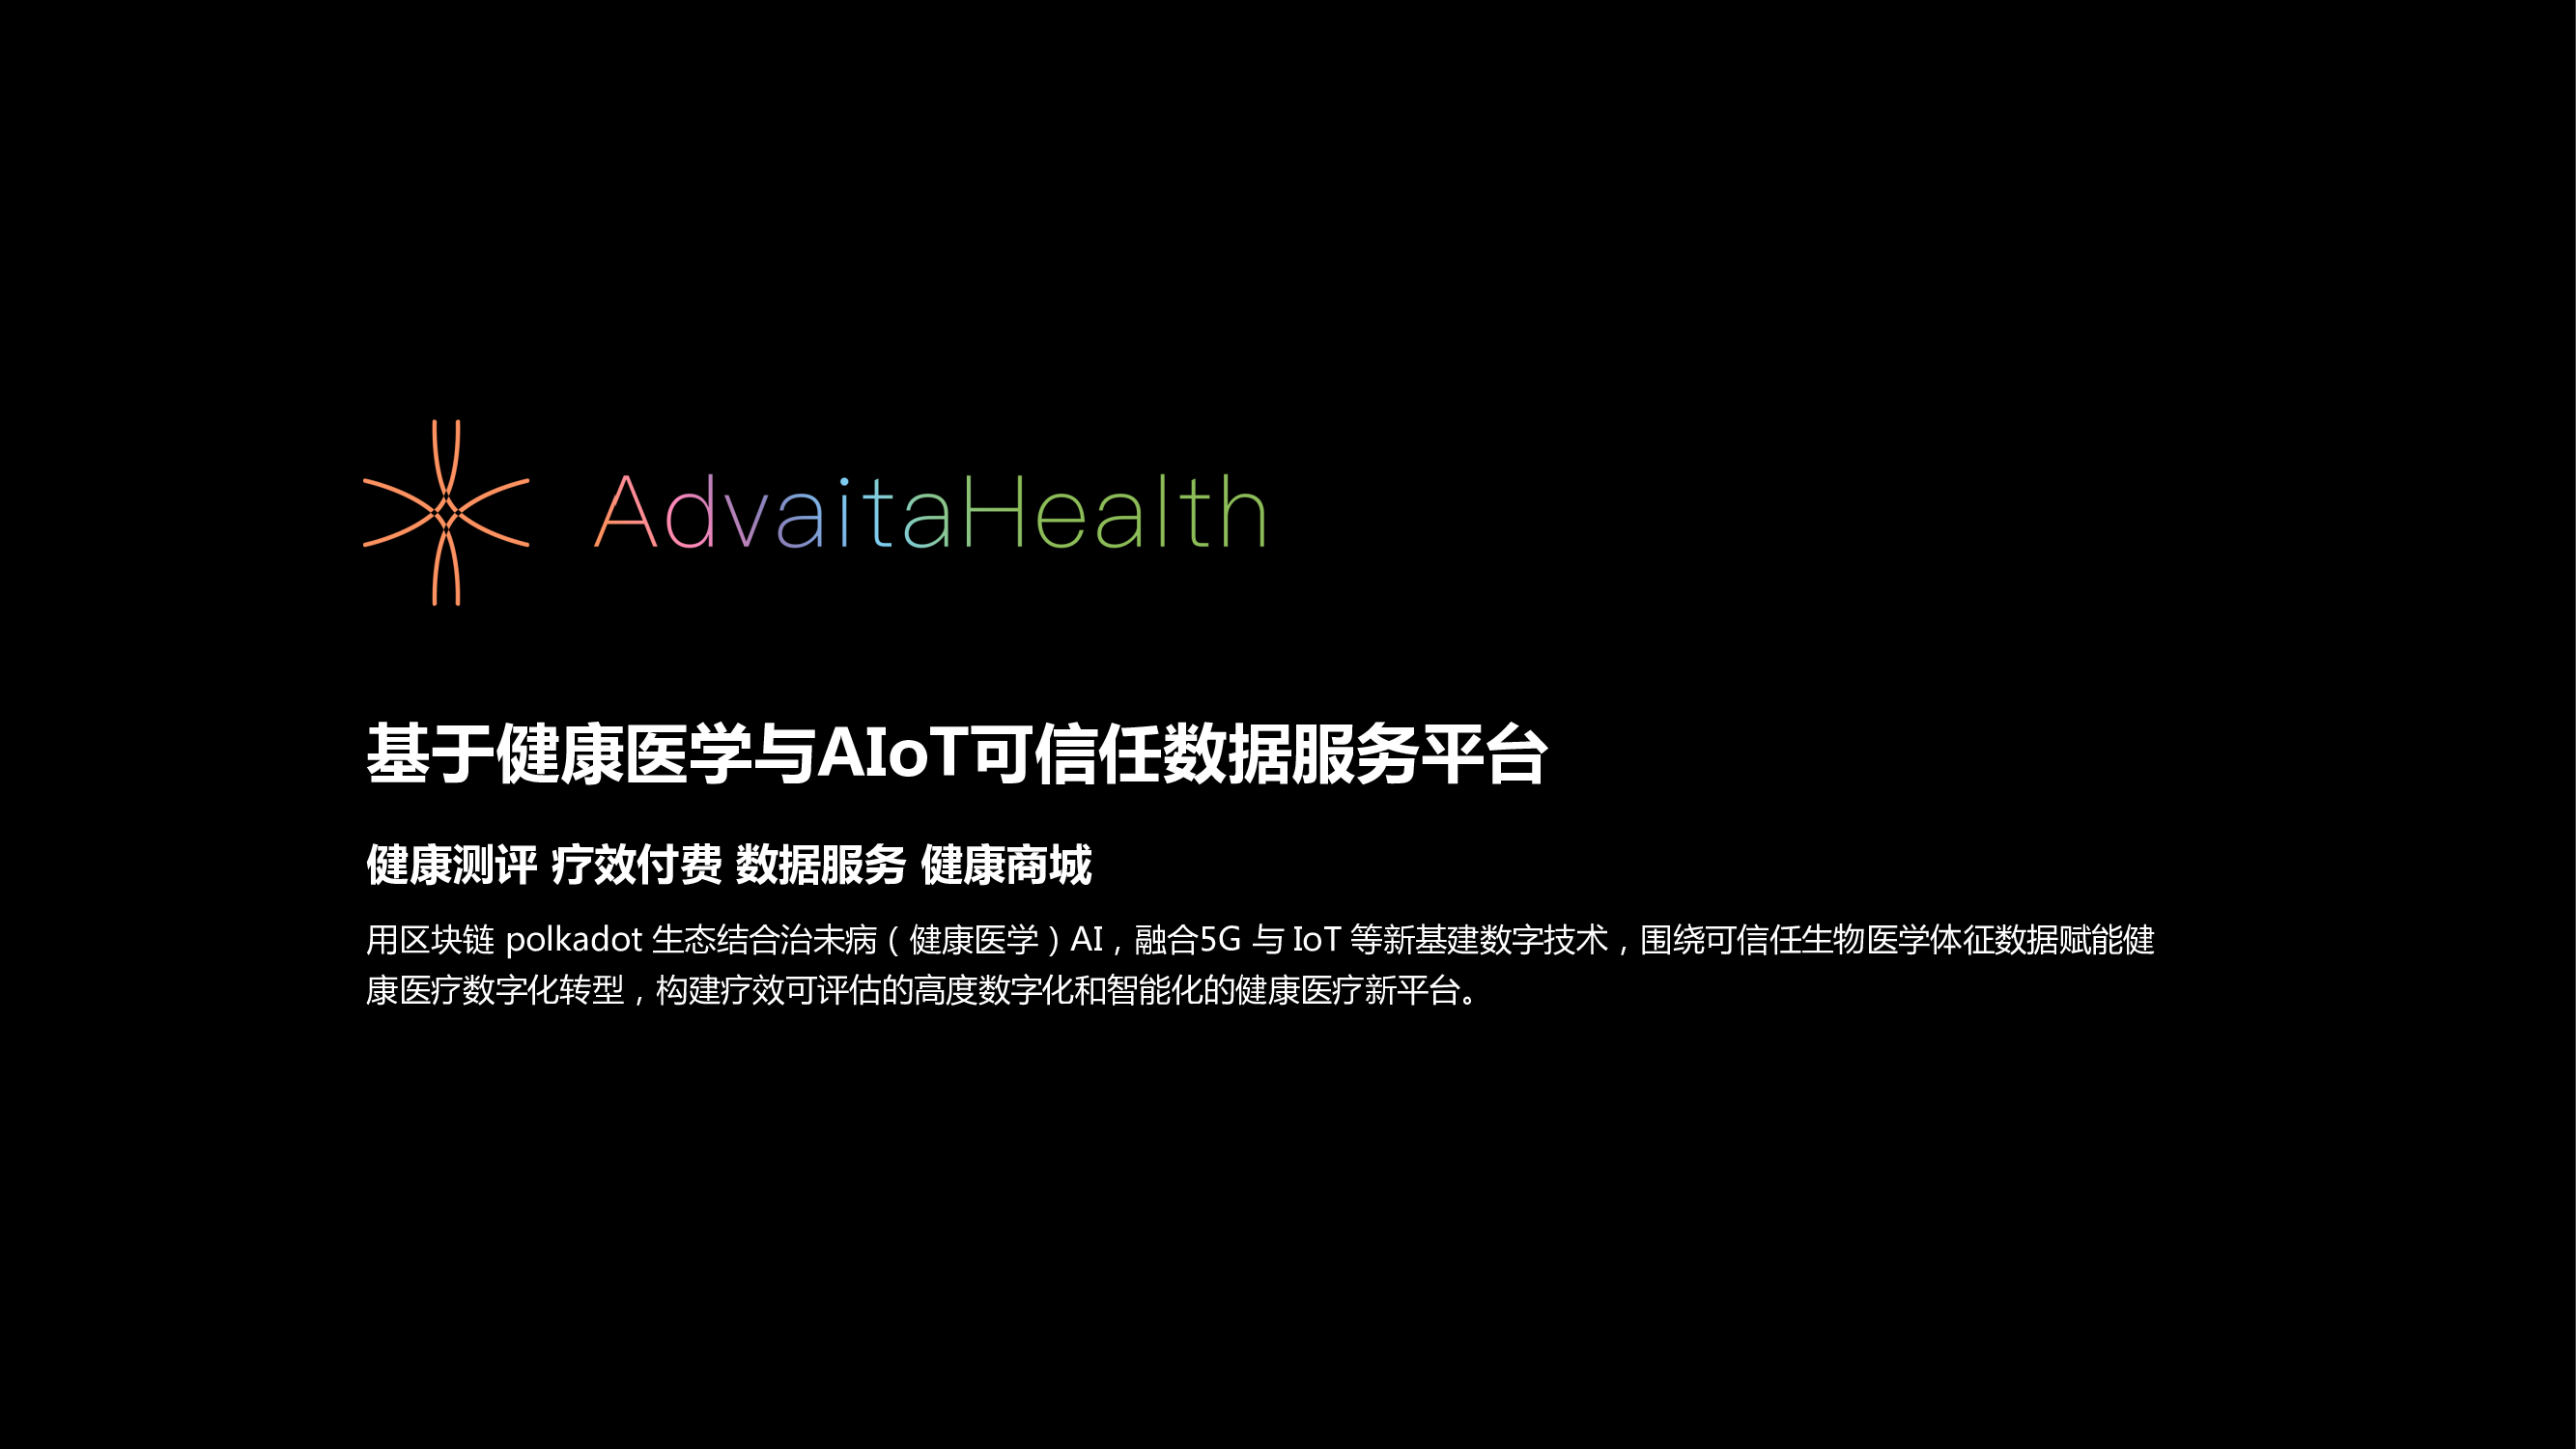 AdvaitaHealth
基于健康医学与AIoT可信任数据服务平台
健康测评 疗效付费 数据服务 健康商城
用区块链 polkadot 生态结合治未病（健康医学）AI，融合5G 与 IoT 等新基建数字技术，围绕可信任生物医学体征数据赋能健
康医疗数字化转型，构建疗效可评估的高度数字化和智能化的健康医疗新平台。